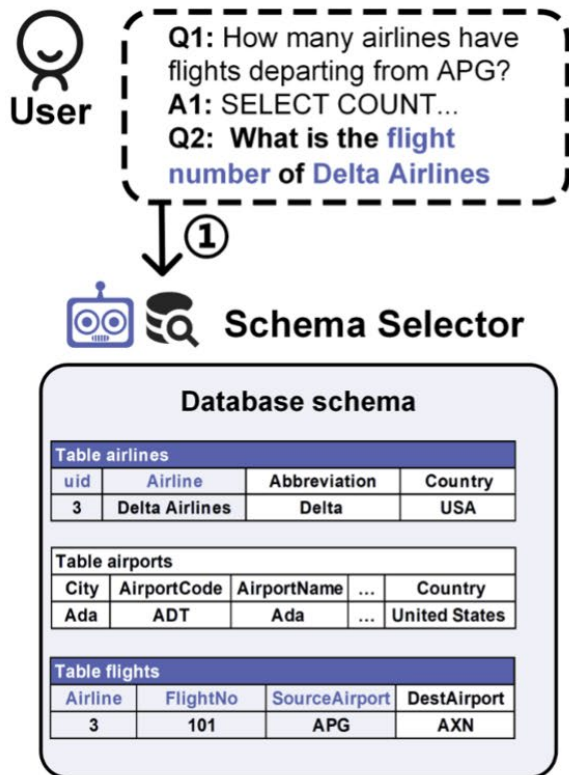 User
Q1: How many airlines have
flights departing from APG?
A1: SELECT COUNT...
Q2: What is the flight
number of Delta Airlines
①
Schema Selector
Database schema
Table airlines
uid Airline Abbreviation Country
3 Delta Airlines Delta USA
Table airports
City AirportCode AirportName ... Country
Ada ADT Ada ... United States
Table flights
Airline FlightNo SourceAirport DestAirport
3 101 APG AXN